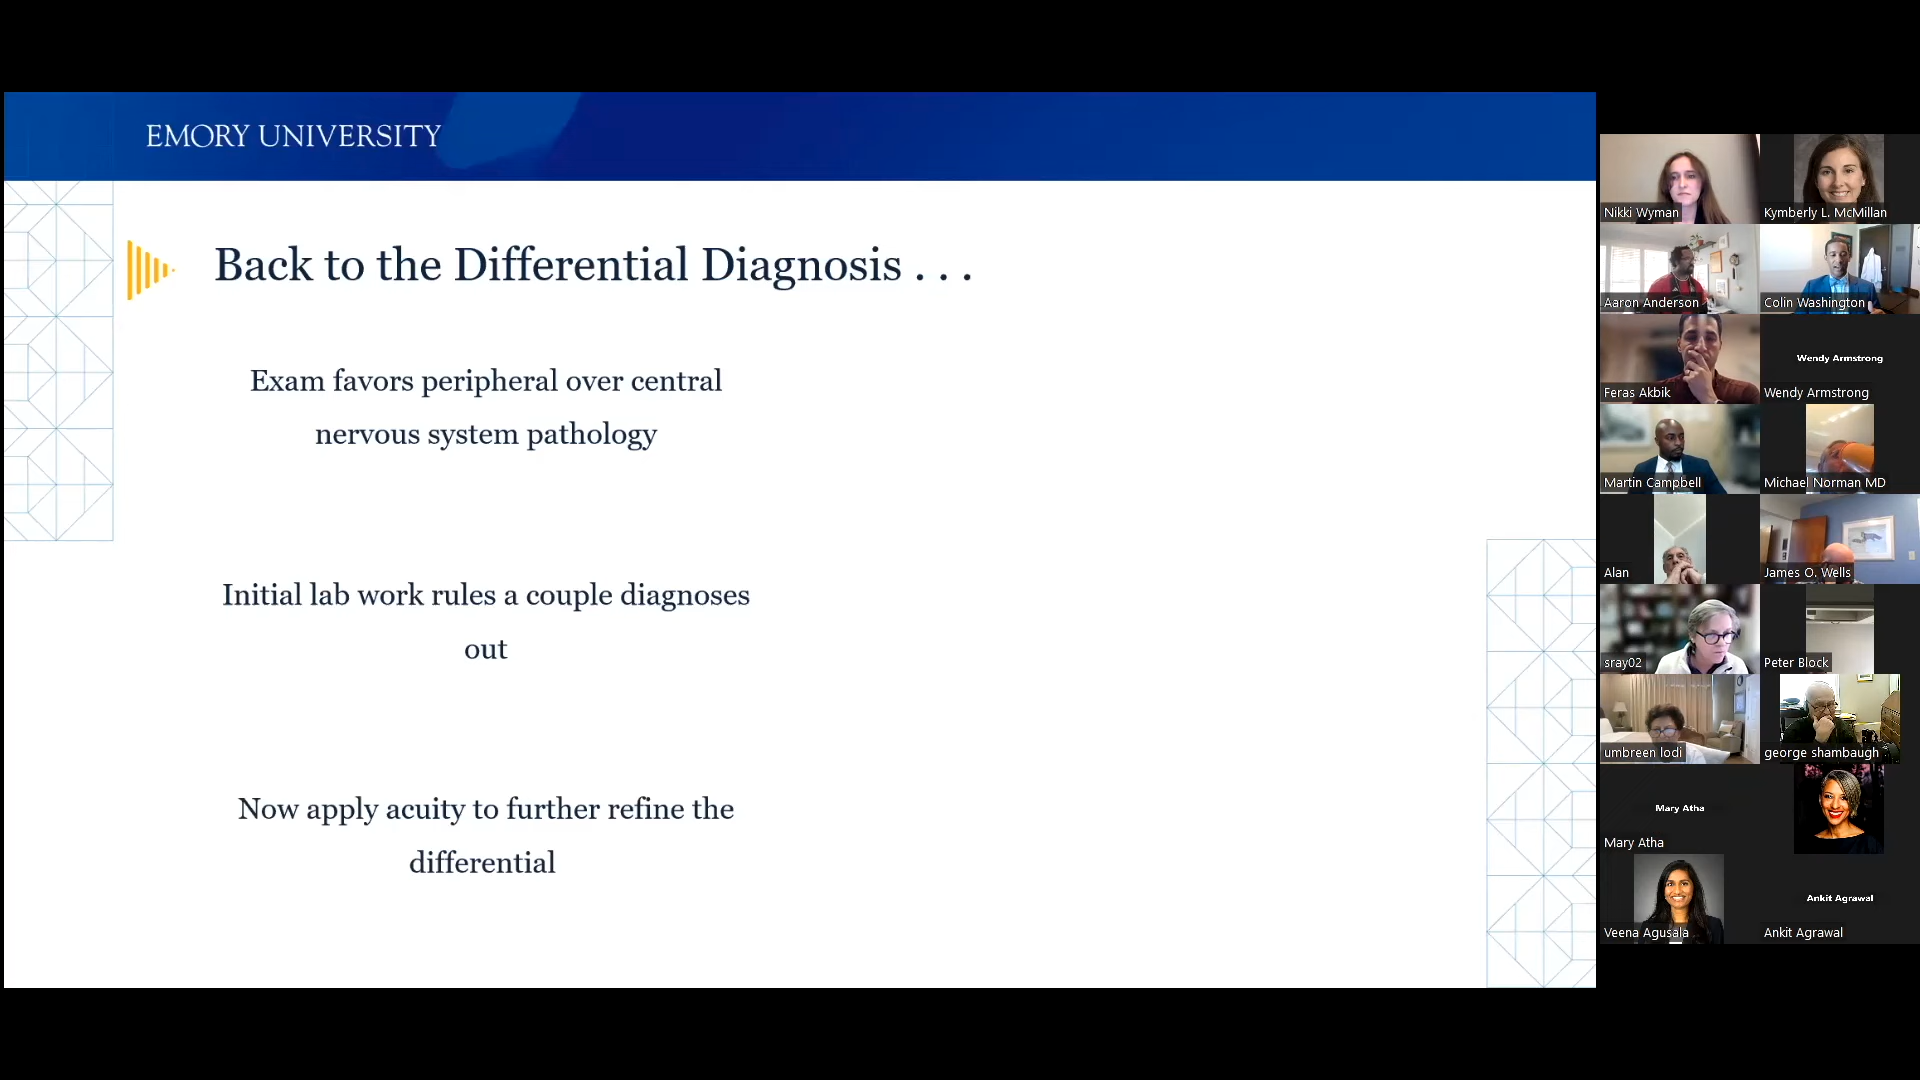 EMORY UNIVERSITY
Back to the Differential Diagnosis . . .
Exam favors peripheral over central
nervous system pathology
Initial lab work rules a couple diagnoses
out
Now apply acuity to further refine the
differential
Nikki Wyman
Kymberly L. McMillan
Aaron Anderson
Colin Washington
Feras Akbik
Wendy Armstrong
Wendy Armstrong
Martin Campbell
Michael Norman MD
Alan
James O. Wells
sray02
Peter Block
umbreen lodi
george shambaugh
Mary Atha
Mary Atha
Veena Agusala
Ankit Agrawal
Ankit Agrawal